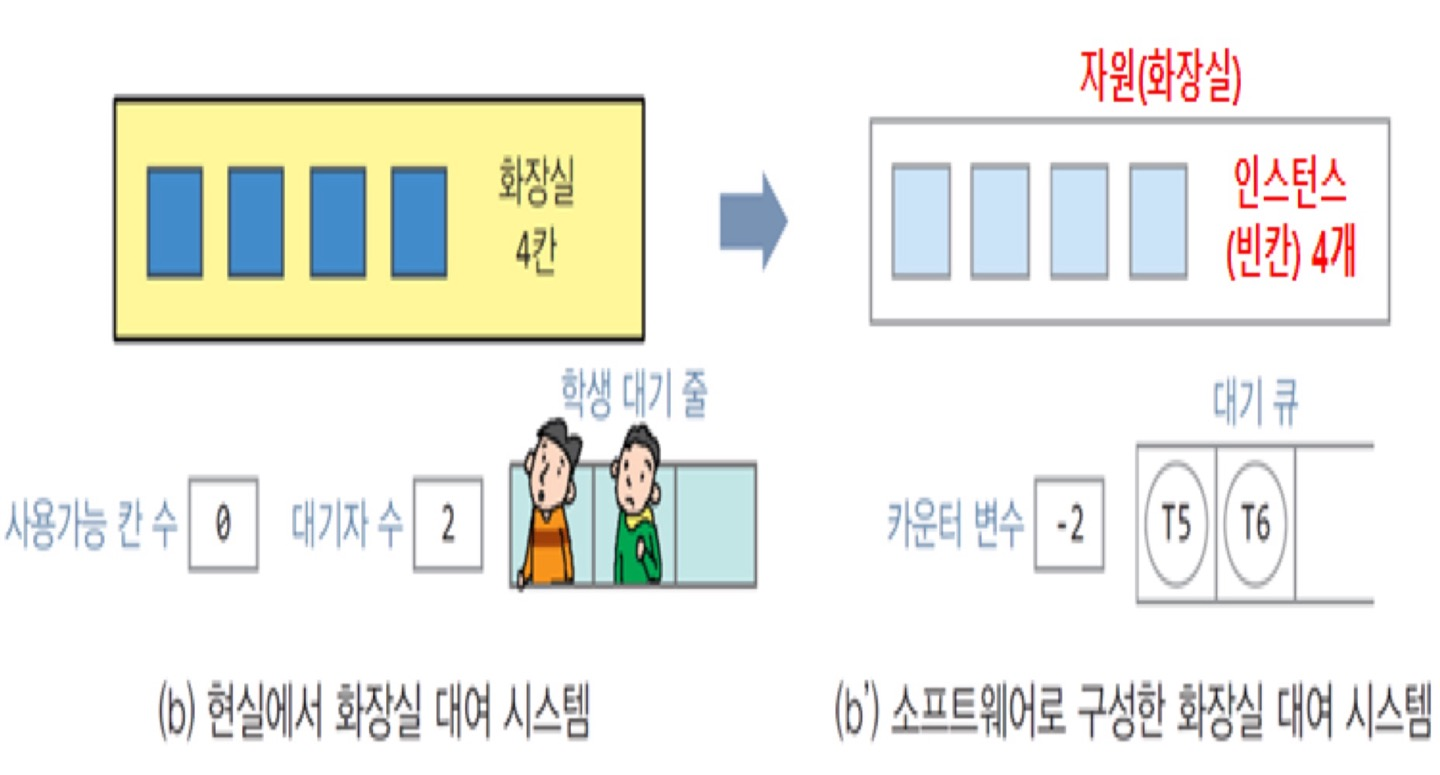 화장실
4칸
학생 대기 줄
사용가능 칸 수 0 대기자 수 2
(b) 현실에서 화장실 대여 시스템
자원(화장실)
인스턴스
(빈칸) 4개
대기 큐
카운터 변수 -2 T5 T6
(b’) 소프트웨어로 구성한 화장실 대여 시스템